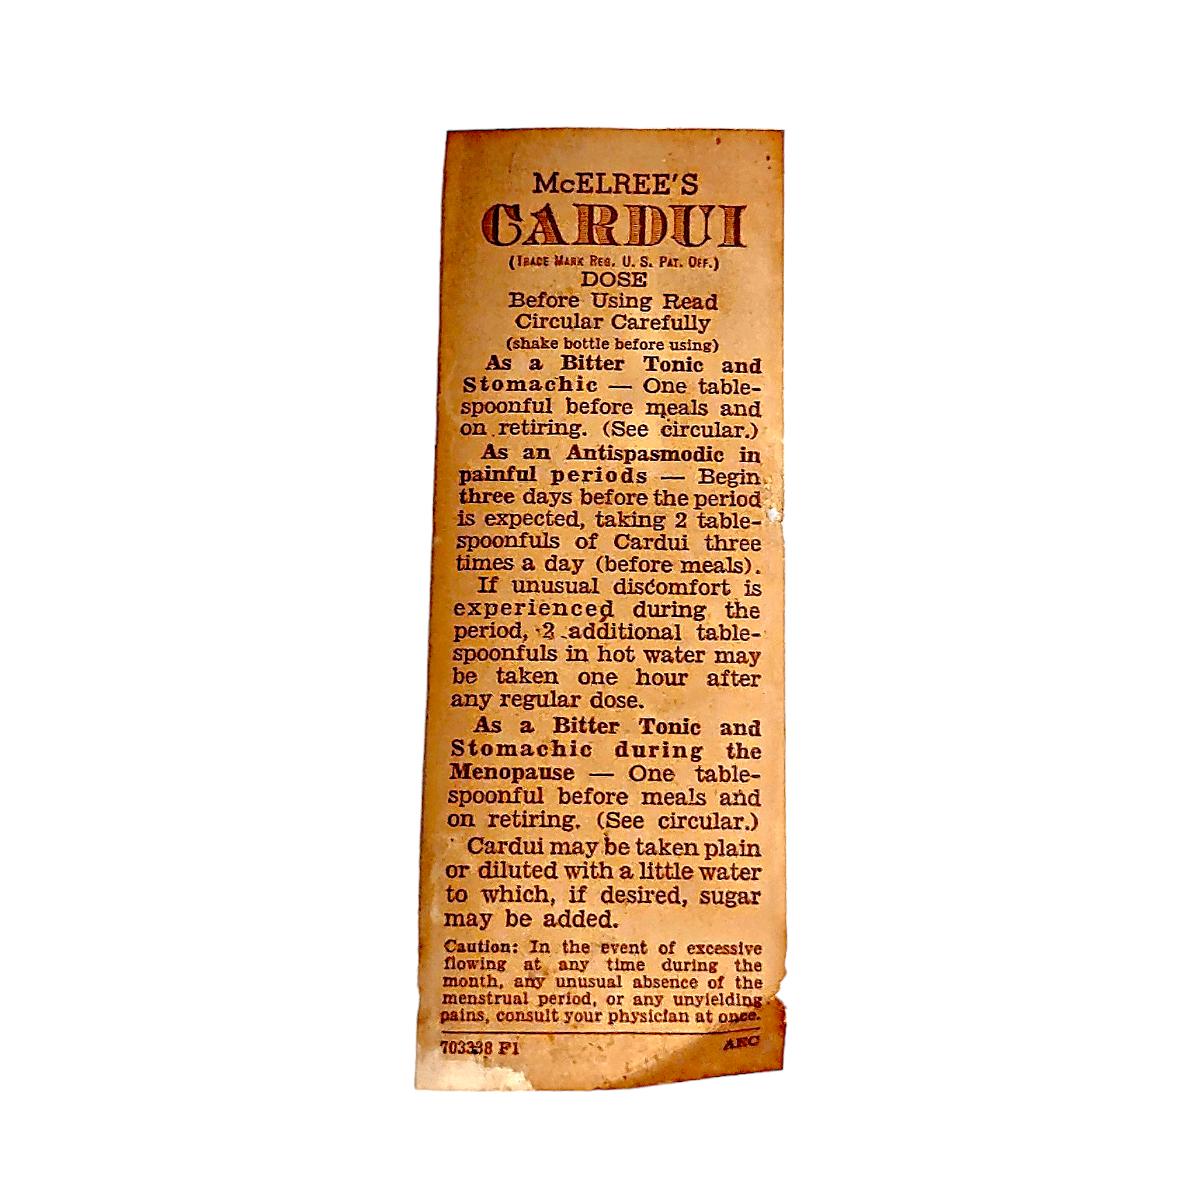 McELREE'S
CARDUI
(TRADE MARK REG. U. S. PAT. OFF.)
DOSE
Before Using Read
Circular Carefully
(shake bottle before using)
As a Bitter Tonic and
Stomachic — One table-
spoonful before meals and
on retiring. (See circular.)
As an Antispasmodic in
painful periods — Begin
three days before the period
is expected, taking 2 table-
spoonfuls of Cardui three
times a day (before meals).
If unusual discomfort is
experienced during the
period, 2 additional table-
spoonfuls in hot water may
be taken one hour after
any regular dose.
As a Bitter Tonic and
Stomachic during the
Menopause — One table-
spoonful before meals and
on retiring. (See circular.)
Cardui may be taken plain
or diluted with a little water
to which, if desired, sugar
may be added.
Caution: In the event of excessive
flowing at any time during the
month, any unusual absence of the
menstrual period, or any unyielding
pains, consult your physician at once.
703338 F1